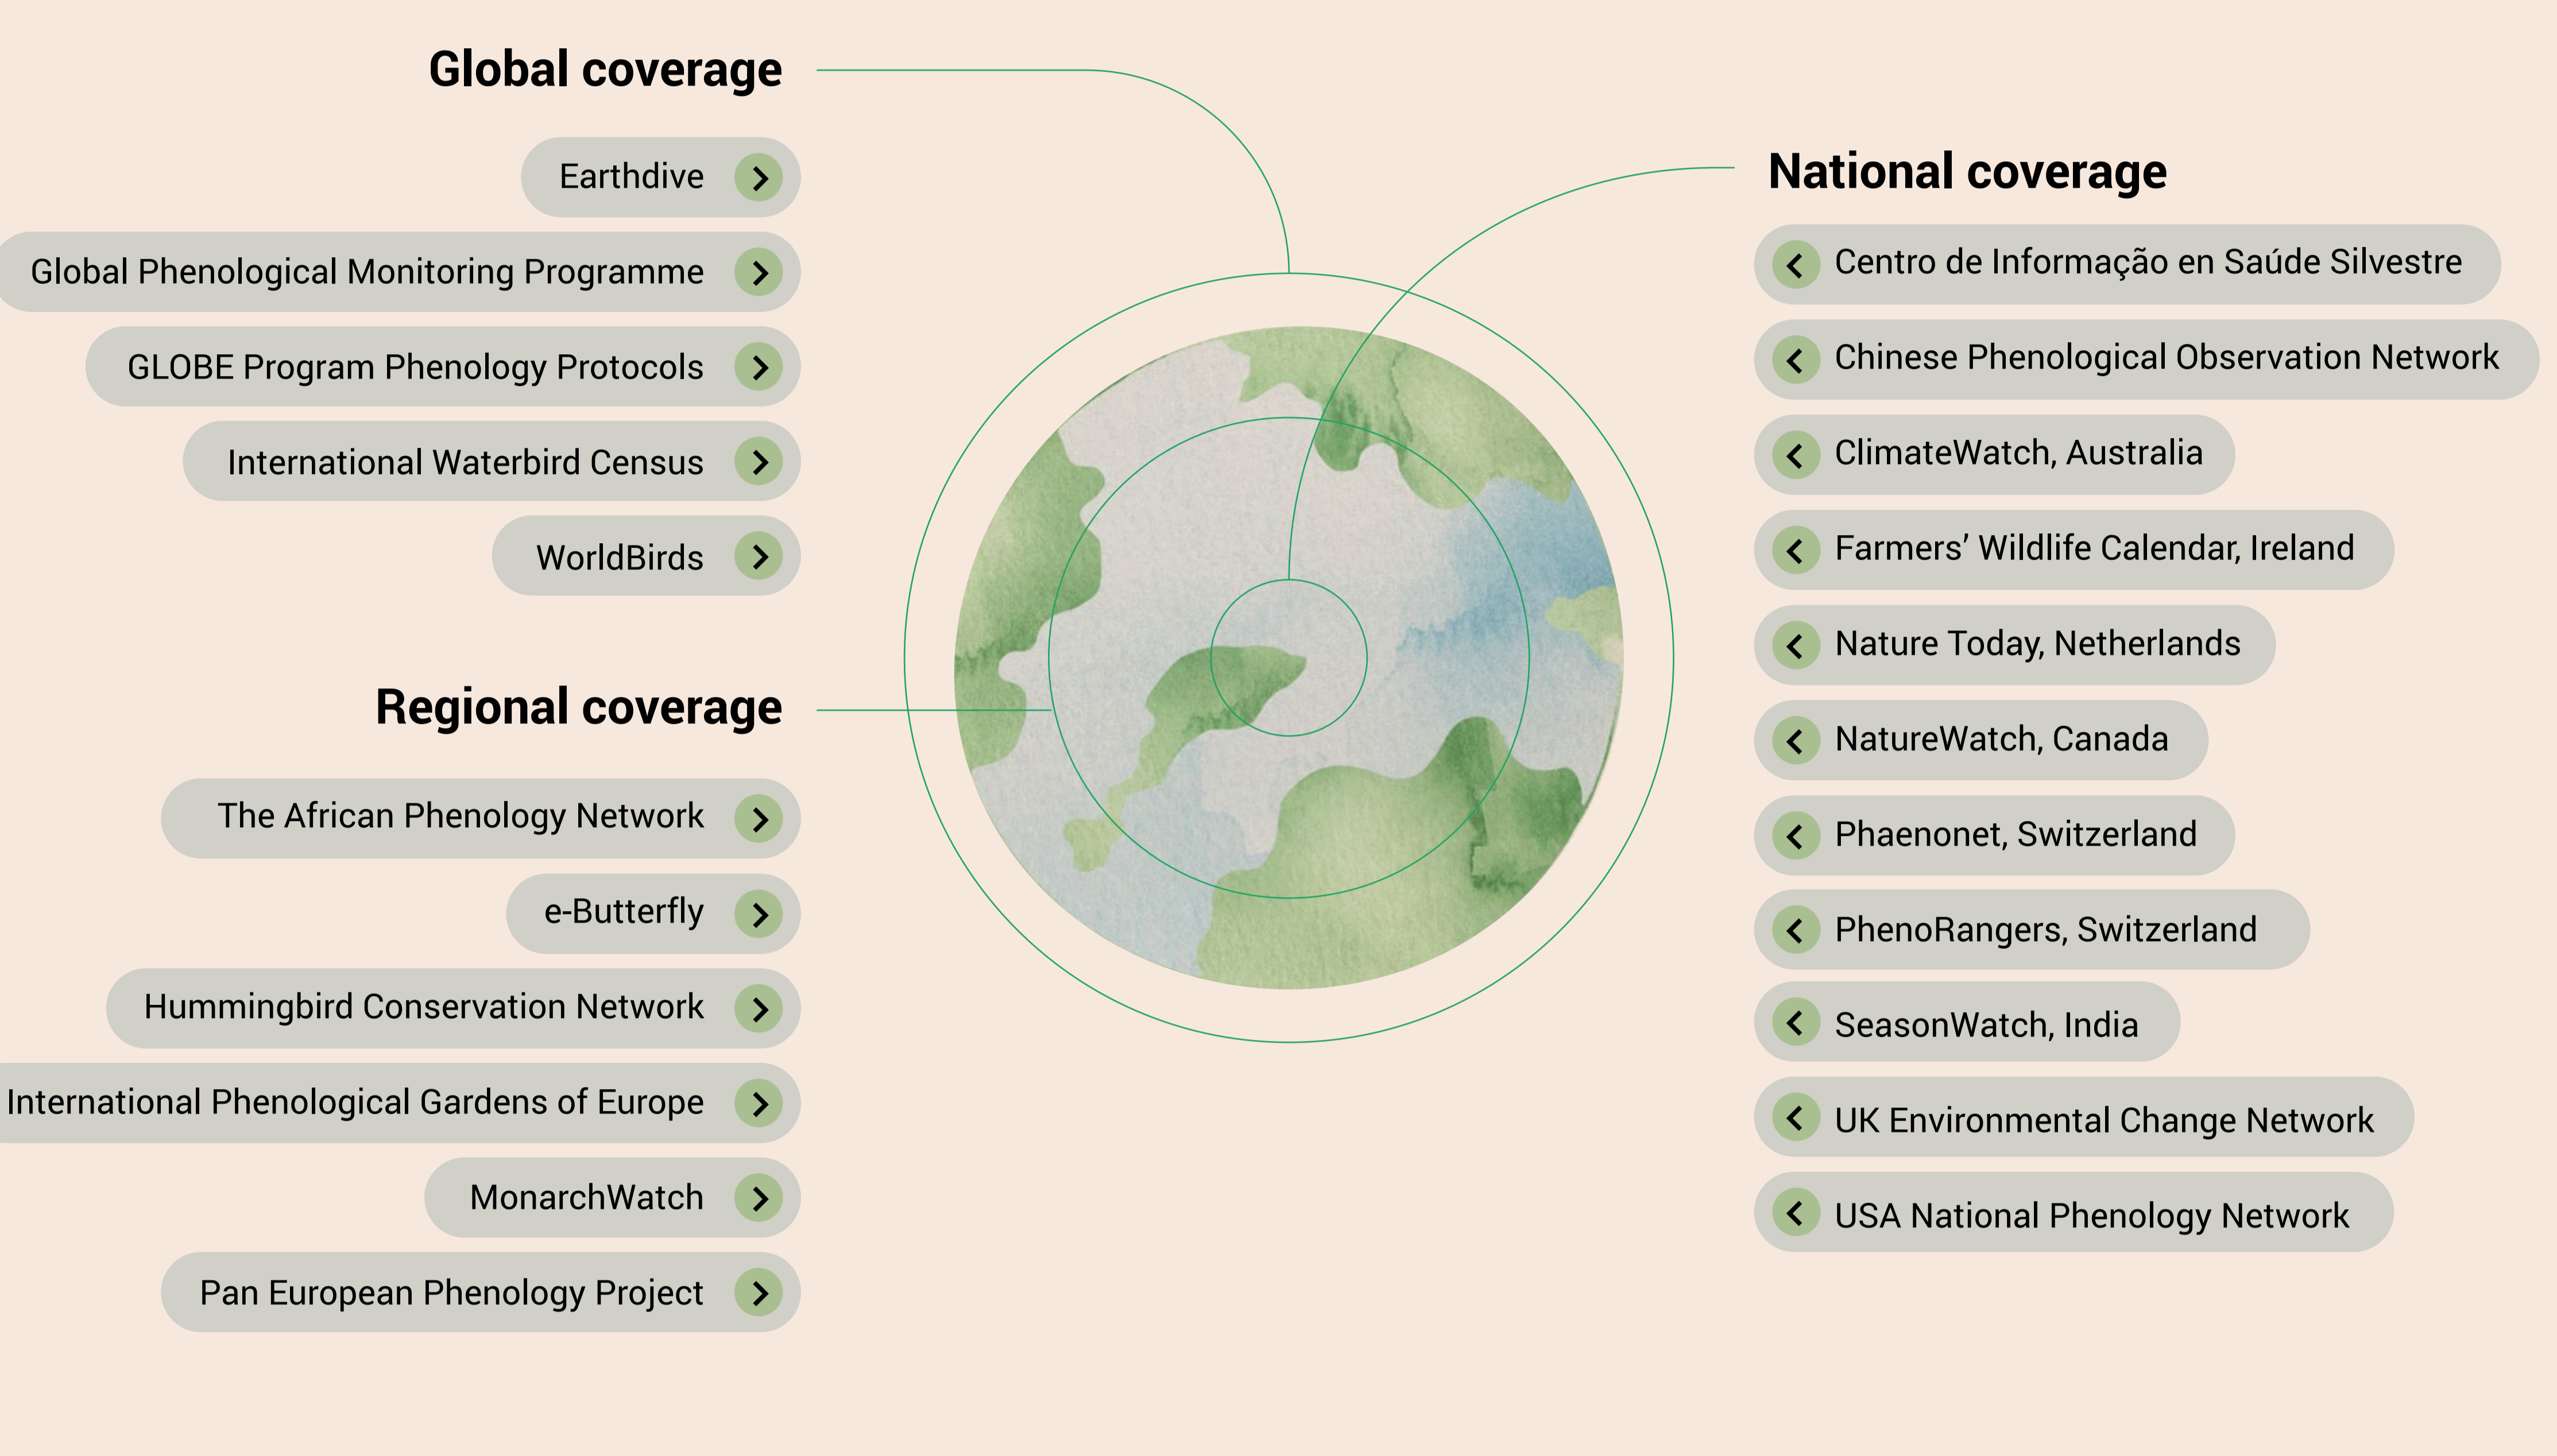 Global coverage
Earthdive
Global Phenological Monitoring Programme
GLOBE Program Phenology Protocols
International Waterbird Census
WorldBirds
Regional coverage
The African Phenology Network
e-Butterfly
Hummingbird Conservation Network
International Phenological Gardens of Europe
MonarchWatch
Pan European Phenology Project
National coverage
Centro de Informação en Saúde Silvestre
Chinese Phenological Observation Network
ClimateWatch, Australia
Farmers’ Wildlife Calendar, Ireland
Nature Today, Netherlands
NatureWatch, Canada
Phaenonet, Switzerland
PhenoRangers, Switzerland
SeasonWatch, India
UK Environmental Change Network
USA National Phenology Network